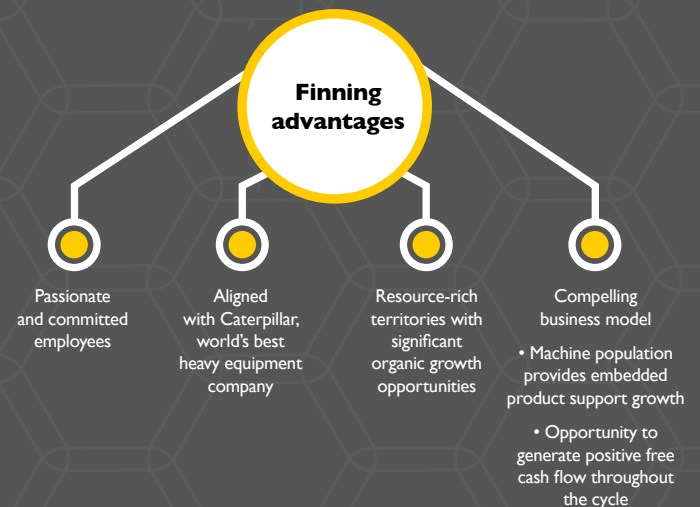 Finning
advantages
Passionate
and committed
employees
Aligned
with Caterpillar,
world’s best
heavy equipment
company
Resource-rich
territories with
significant
organic growth
opportunities
Compelling
business model
• Machine population
provides embedded
product support growth
• Opportunity to
generate positive free
cash flow throughout
the cycle